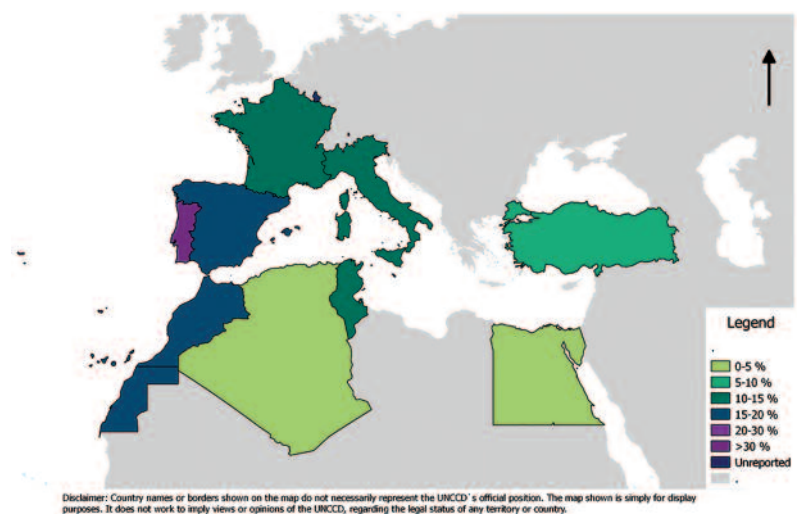 Legend
0-5 %
5-10 %
10-15 %
15-20 %
20-30 %
>30 %
Unreported
Disclaimer: Country names or borders shown on the map do not necessarily represent the UNCCD`s official position. The map shown is simply for display
purposes. It does not work to imply views or opinions of the UNCCD, regarding the legal status of any territory or country.